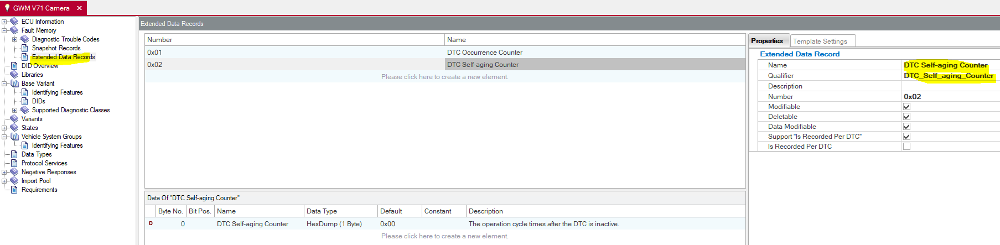 GWM V71 Camera
ECU Information
Fault Memory
Diagnostic Trouble Codes
Snapshot Records
Extended Data Records
DID Overview
Libraries
Base Variant
Identifying Features
DIDs
Supported Diagnostic Classes
Variants
States
Vehicle System Groups
Identifying Features
Data Types
Protocol Services
Negative Responses
Import Pool
Requirements
Extended Data Records
Number Name
0x01 DTC Occurrence Counter
0x02 DTC Self-aging Counter
Please click here to create a new element.
Data Of "DTC Self-aging Counter"
Byte No. Bit Pos. Name Data Type Default Constant Description
D 0 DTC Self-aging Counter HexDump (1 Byte) 0x00 The operation cycle times after the DTC is inactive.
Please click here to create a new element.
Properties Template Settings
Extended Data Record
Name DTC Self-aging Counter
Qualifier DTC_Self_aging_Counter
Description
Number 0x02
Modifiable
Deletable
Data Modifiable
Support "Is Recorded Per DTC"
Is Recorded Per DTC